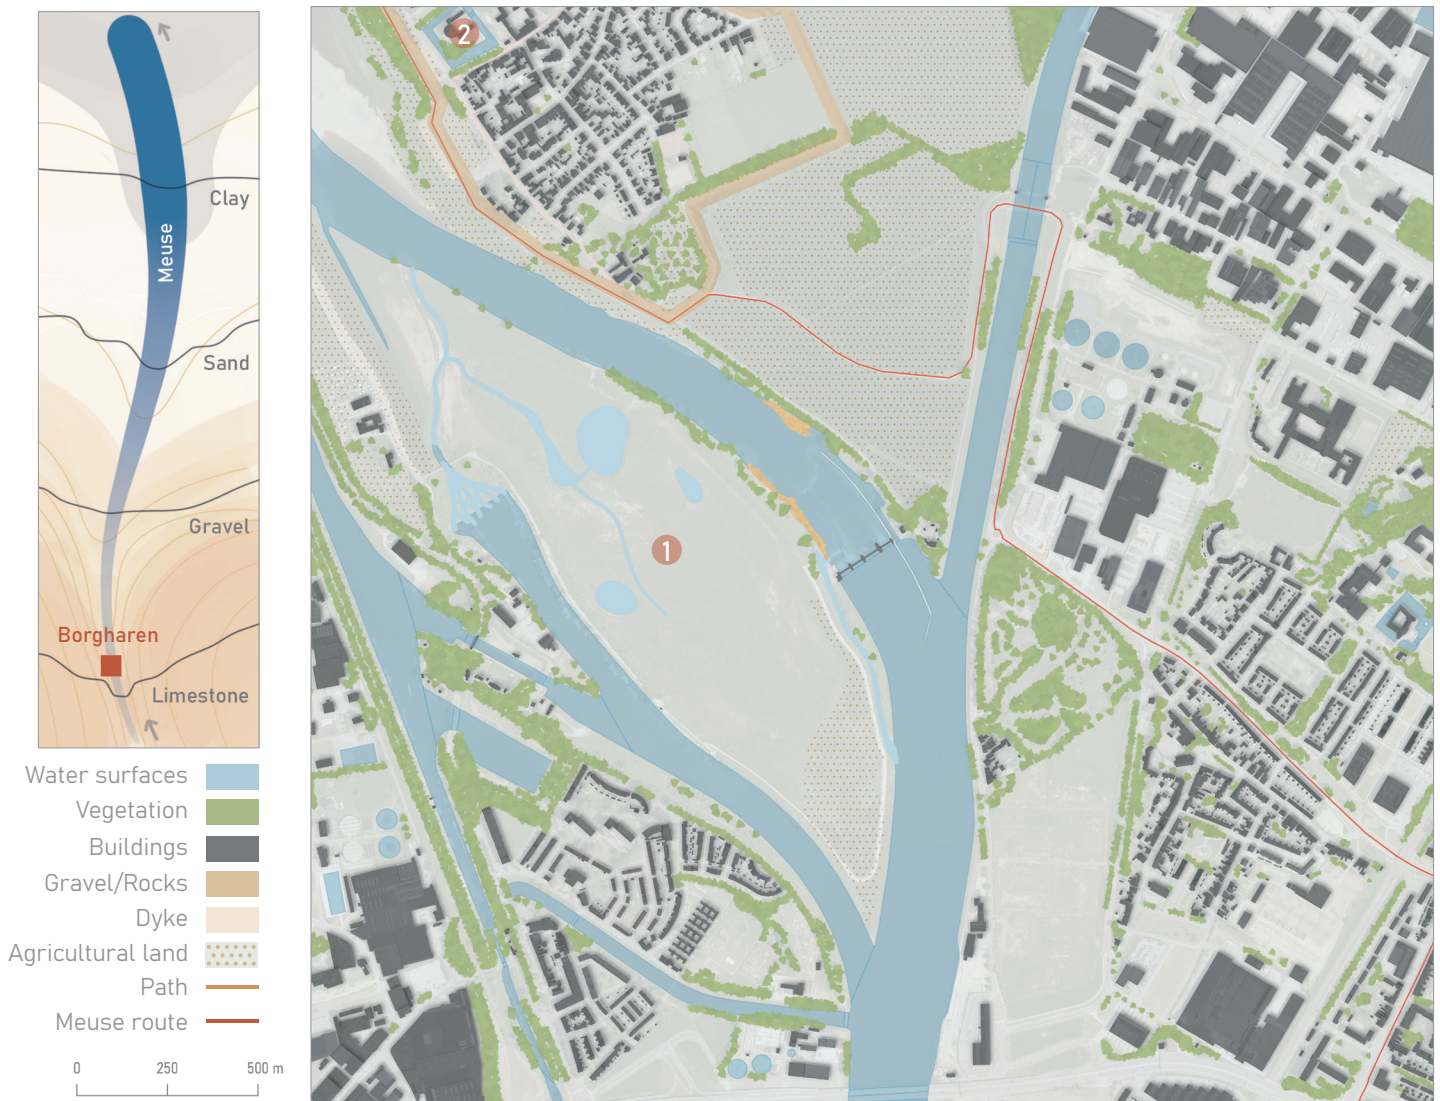 Clay
Meuse
Sand
Gravel
Borgharen
Limestone
Water surfaces
Vegetation
Buildings
Gravel/Rocks
Dyke
Agricultural land
Path
Meuse route
0 250 500 m
2
1